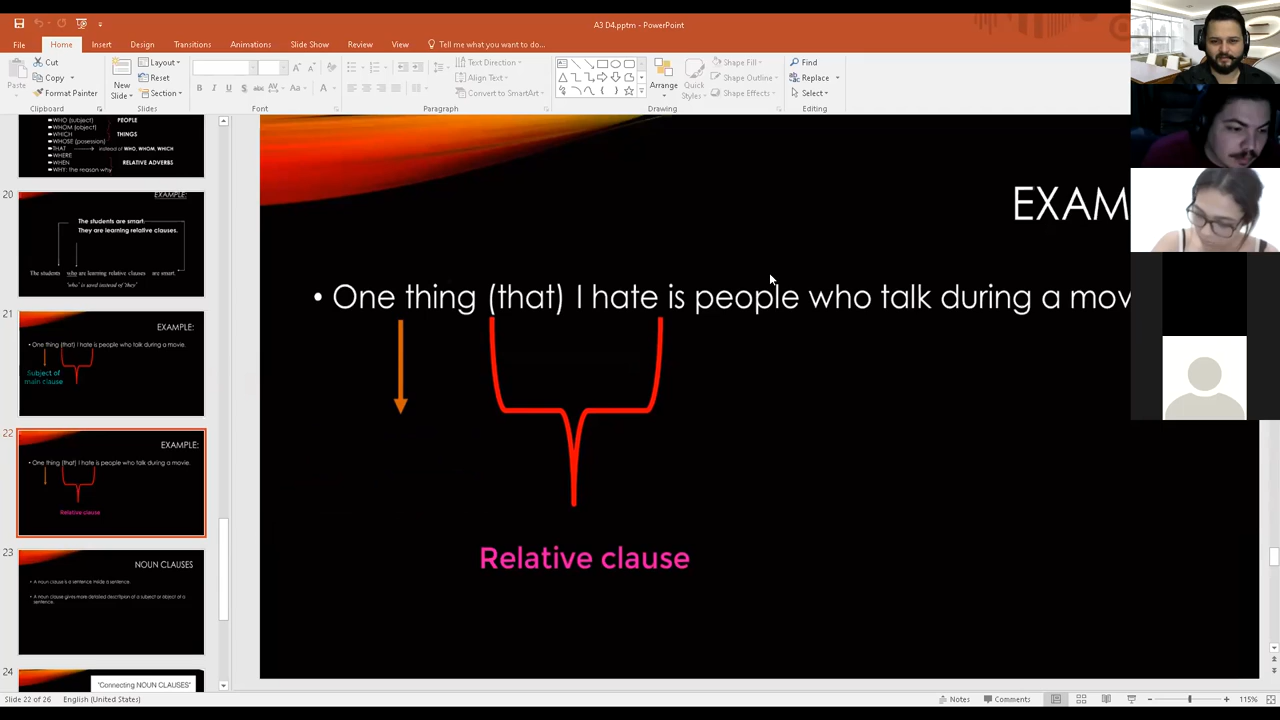 A3 D4.pptm - PowerPoint
File Home Insert Design Transitions Animations Slide Show Review View Tell me what you want to do...
Paste
Cut
Copy
Format Painter
Clipboard
New Slide
Layout
Reset
Section
Slides
Font
Text Direction
Align Text
Convert to SmartArt
Paragraph
Arrange
Quick Styles
Shape Fill
Shape Outline
Shape Effects
Drawing
Find
Replace
Select
Editing
WHO (subject) PEOPLE
WHOM (object)
WHICH THINGS
WHOSE (posession)
THAT instead of WHO, WHOM, WHICH
WHERE
WHEN RELATIVE ADVERBS
WHY: the reason why
20
EXAMPLE:
The students are smart.
They are learning relative clauses.
The students who are learning relative clauses are smart.
"who" is used instead of "they"
21
EXAMPLE:
One thing (that) I hate is people who talk during a movie.
Subject of
main clause
22
EXAMPLE:
One thing (that) I hate is people who talk during a movie.
Relative clause
23
NOUN CLAUSES
A noun clause is a sentence inside a sentence.
A noun clause gives more detailed description of a subject or object of a
sentence.
24
"Connecting NOUN CLAUSES"
EXAM
• One thing (that) I hate is people who talk during a mov
Relative clause
Slide 22 of 26 English (United States) Notes Comments 115%